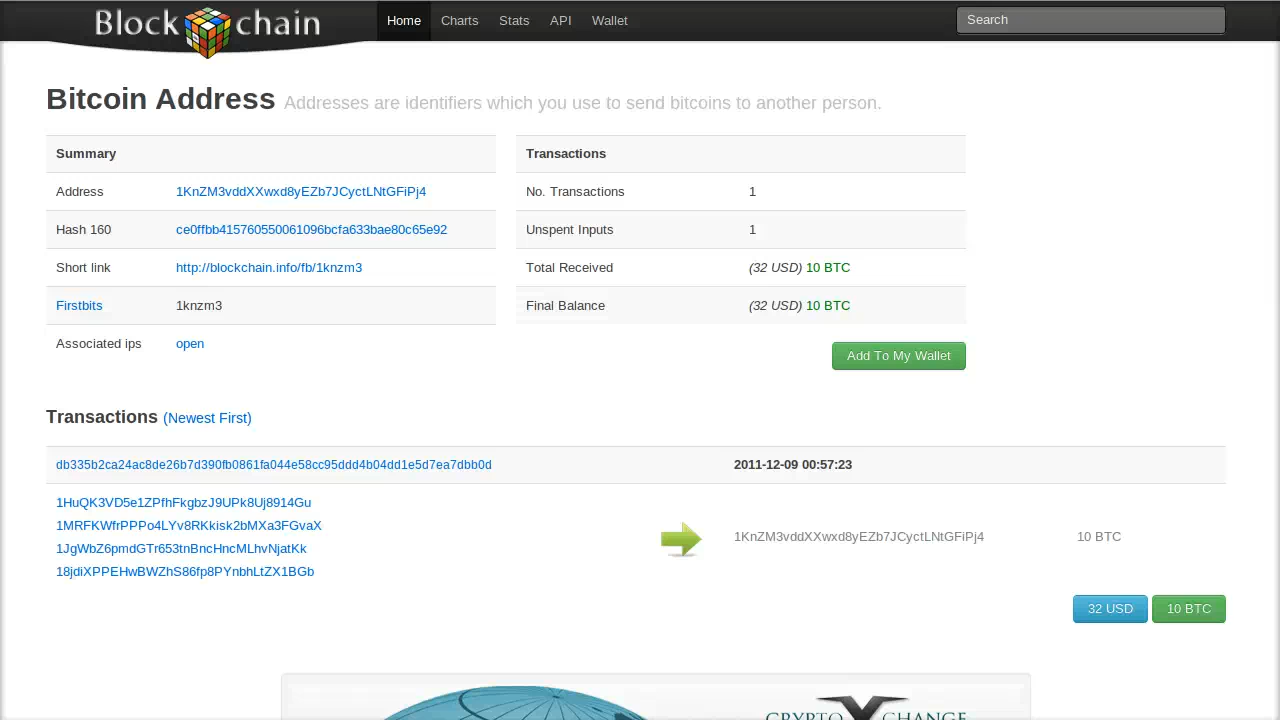 Blockchain
Home Charts Stats API Wallet
Search
Bitcoin Address Addresses are identifiers which you use to send bitcoins to another person.
Summary
Address 1KnZM3vddXXwxd8yEZb7JCyctLNtGFiPj4
Hash 160 ce0ffbb415760550061096bcfa633bae80c65e92
Short link http://blockchain.info/fb/1knzm3
Firstbits 1knzm3
Associated ips open
Transactions
No. Transactions 1
Unspent Inputs 1
Total Received (32 USD) 10 BTC
Final Balance (32 USD) 10 BTC
Add To My Wallet
Transactions (Newest First)
db335b2ca24ac8de26b7d390fb0861fa044e58cc95ddd4b04dd1e5d7ea7dbb0d 2011-12-09 00:57:23
1HuQK3VD5e1ZPfhFkgbzJ9UPk8Uj8914Gu
1MRFKWfrPPPo4LYv8RKkisk2bMXa3FGvaX
1JgWbZ6pmdGTr653tnBncHncMLhvNjatKk
18jdiXPPEHwBWZhS86fp8PYnbhLtZX1BGb
1KnZM3vddXXwxd8yEZb7JCyctLNtGFiPj4 10 BTC
32 USD 10 BTC
CRYPTO XCHANGE